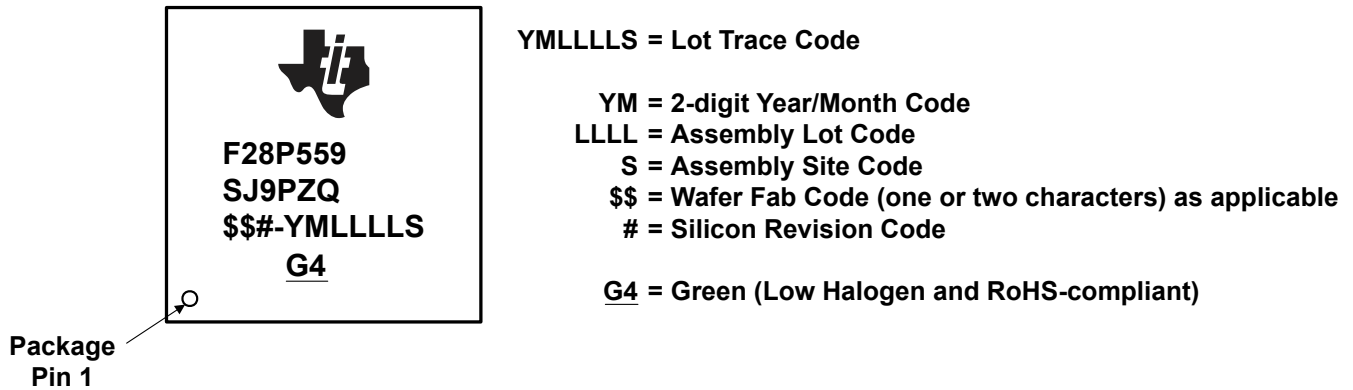 F28P559
SJ9PZQ
$$#-YMLLLLS
G4
Package
Pin 1
YMLLLLS = Lot Trace Code
YM = 2-digit Year/Month Code
LLLL = Assembly Lot Code
S = Assembly Site Code
$$ = Wafer Fab Code (one or two characters) as applicable
# = Silicon Revision Code
G4 = Green (Low Halogen and RoHS-compliant)